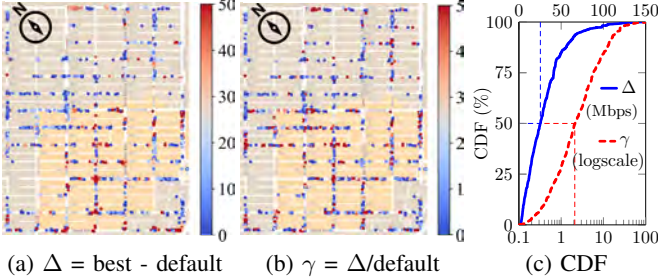 N
50
40
30
20
10
0
(a) Δ = best - default
N
5
4
3
2
1
0
(b) γ = Δ/default
0 50 100 150
100
75
50
25
0
CDF (%)
Δ
(Mbps)
γ
(logscale)
0.1 1 10 100
(c) CDF